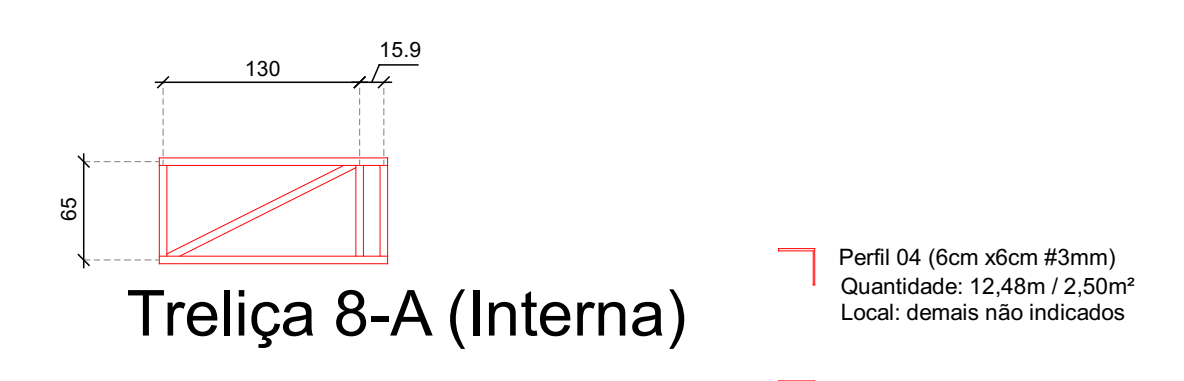 15.9
130
65
Treliça 8-A (Interna)
Perfil 04 (6cm x6cm #3mm)
Quantidade: 12,48m / 2,50m²
Local: demais não indicados